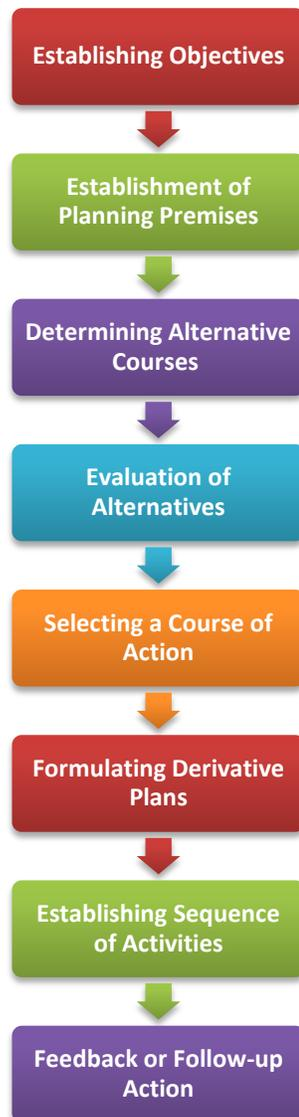 Establishing Objectives
Establishment of
Planning Premises
Determining Alternative
Courses
Evaluation of
Alternatives
Selecting a Course of
Action
Formulating Derivative
Plans
Establishing Sequence
of Activities
Feedback or Follow-up
Action